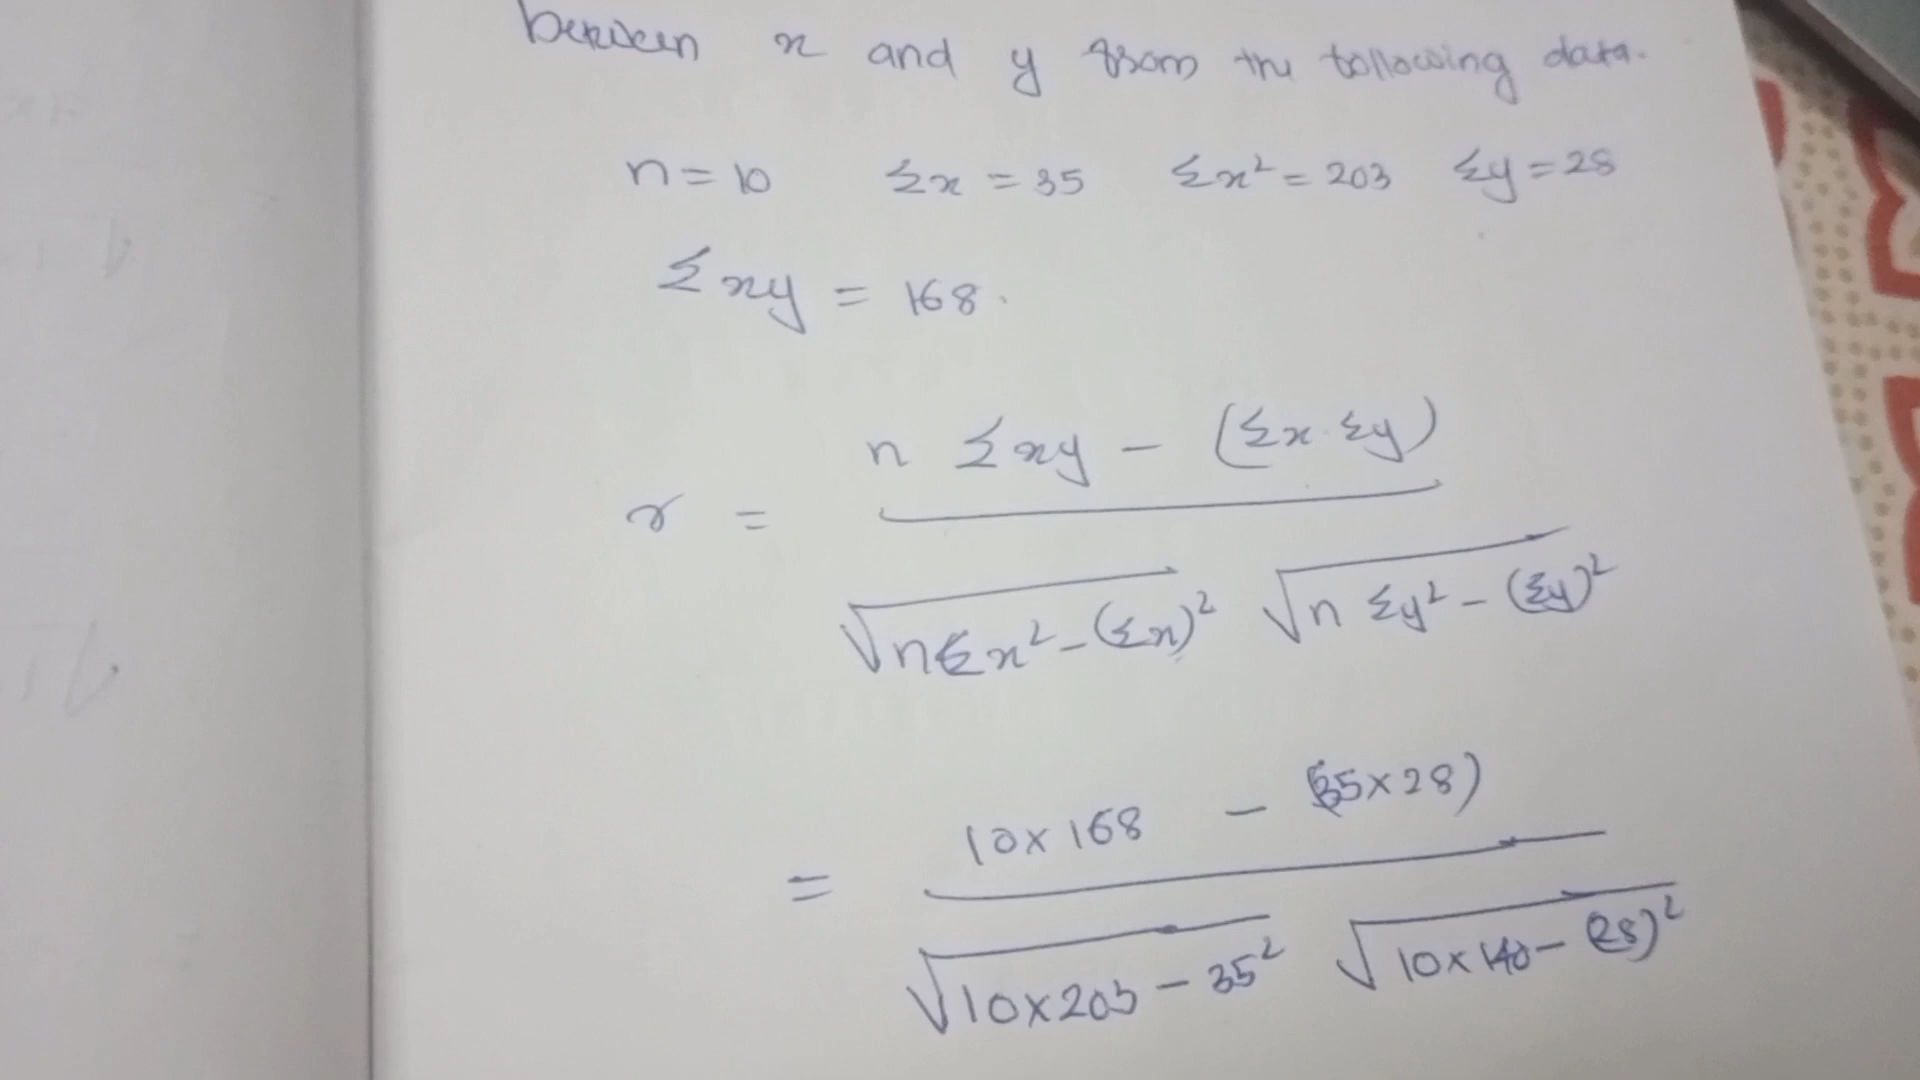 between x and y from the following data.
n = 10 Σx = 35 Σx² = 203 Σy = 28
Σxy = 168.
n Σxy - (Σx Σy)
r =
√nΣx² - (Σx)² √n Σy² - (Σy)²
10 x 168 - (35 x 28)
=
√10 x 203 - 35² √10 x 140 - (28)²